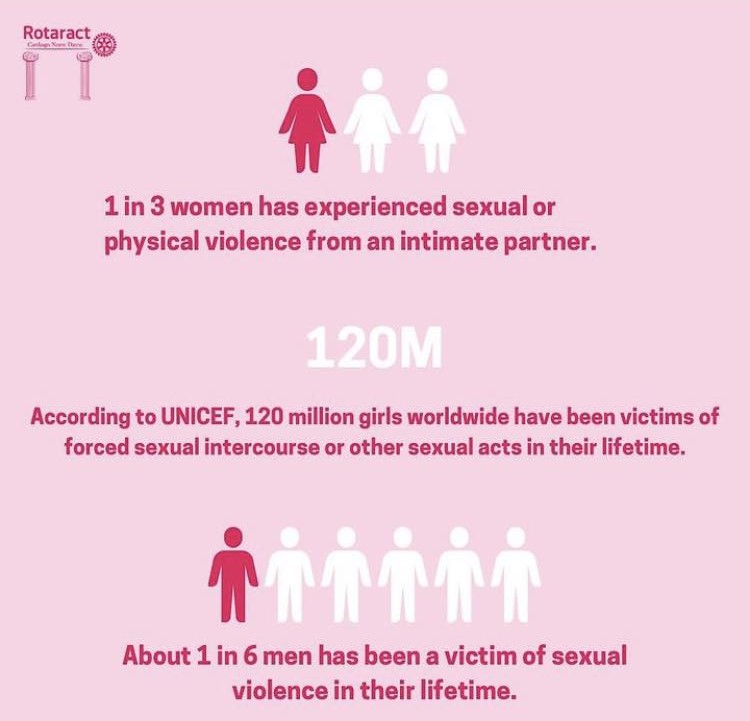 Rotaract
Carthage Notre Dame
1 in 3 women has experienced sexual or
physical violence from an intimate partner.
120M
According to UNICEF, 120 million girls worldwide have been victims of
forced sexual intercourse or other sexual acts in their lifetime.
About 1 in 6 men has been a victim of sexual
violence in their lifetime.